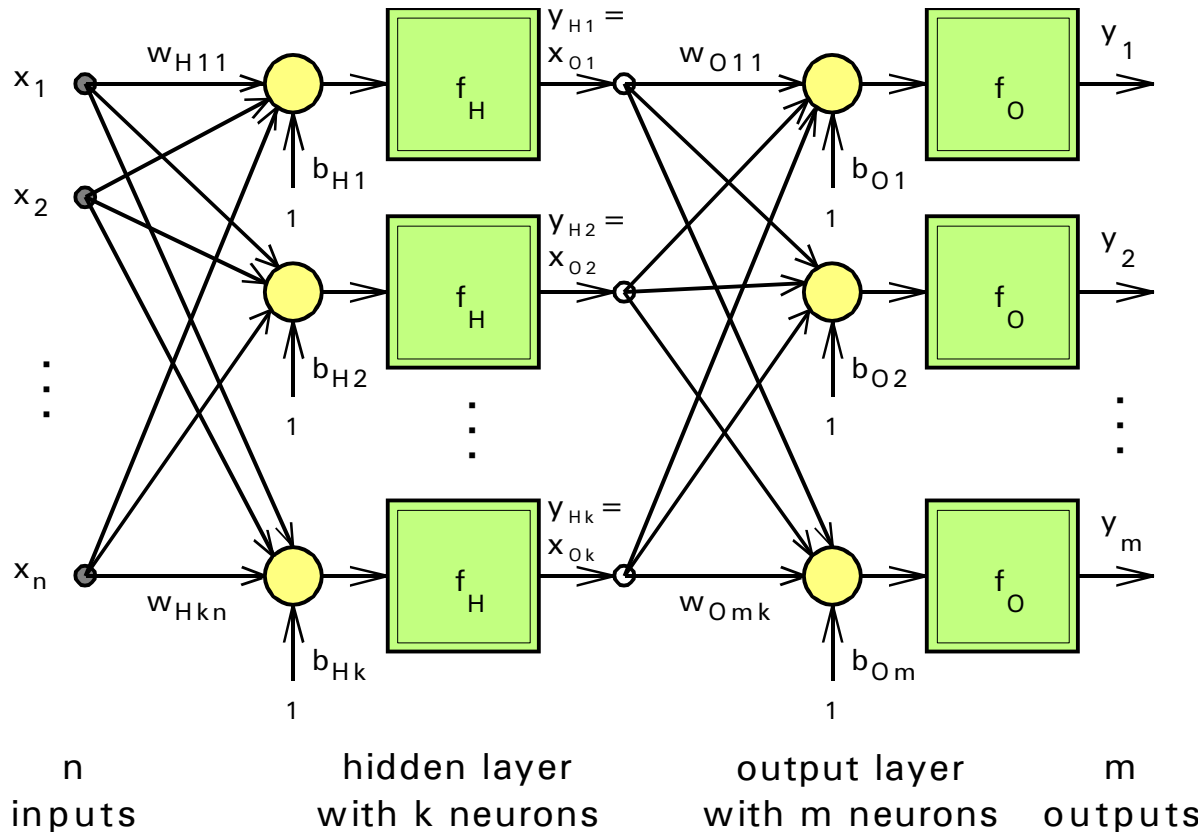 x1 wH11 fH yH1= xO1 wO11 fO y1
bH1 1 bO1 1
x2 fH yH2= xO2 fO y2
bH2 1 bO2 1
xn wHkn fH yHk= xOk wOmk fO ym
bHk 1 bOm 1
n hidden layer output layer m
inputs with k neurons with m neurons outputs